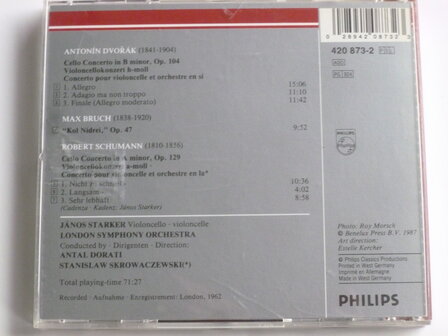 0 28942 08732 3
420 873-2
ANTONÍN DVOŘÁK (1841-1904)
Cello Concerto in B minor, Op. 104
Violoncellokonzert h-moll
Concerto pour violoncelle et orchestre en si
1. Allegro 15:06
2. Adagio ma non troppo 11:10
3. Finale (Allegro moderato) 11:42
MAX BRUCH (1838-1920)
"Kol Nidrei," Op. 47 9:52
ROBERT SCHUMANN (1810-1856)
Cello Concerto in A minor, Op. 129
Violoncellokonzert a-moll
Concerto pour violoncelle et orchestre en la*
1. Nicht zu schnell 10:36
2. Langsam 4:02
3. Sehr lebhaft 8:58
(Cadenza · Kadenz: János Starker)
JÁNOS STARKER Violoncello · violoncelle
LONDON SYMPHONY ORCHESTRA
Conducted by · Dirigenten · Direction:
ANTAL DORATI
STANISLAW SKROWACZEWSKI(*)
Total playing-time 71:27
Recorded · Aufnahme · Enregistrement: London, 1962
PHILIPS
Photo: Roy Morsch
© Benelux Press B.V. 1987
Art direction:
Estelle Kercher
℗ Philips Classics Productions
Printed in West Germany
Imprimé en Allemagne
Made in West Germany
PHILIPS